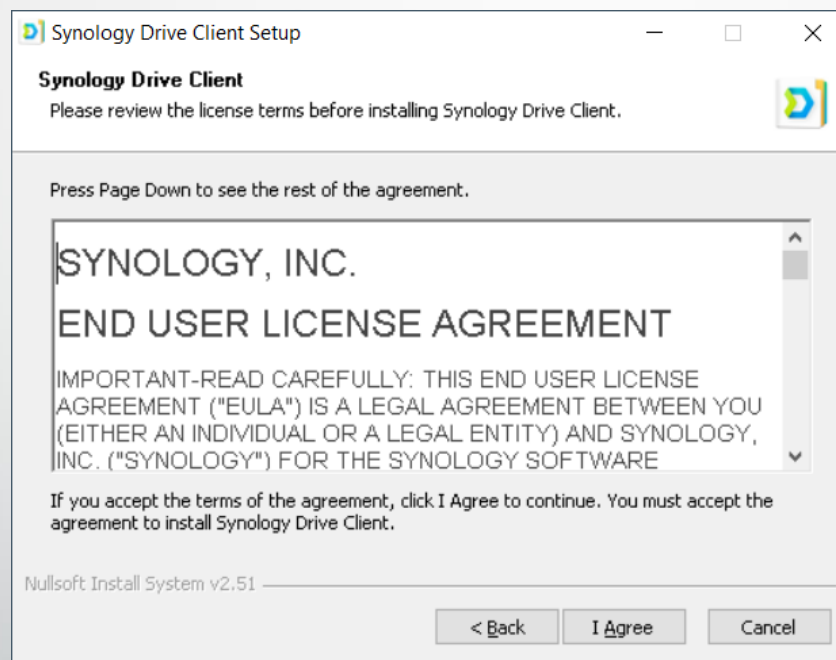 Synology Drive Client Setup
Synology Drive Client
Please review the license terms before installing Synology Drive Client.
Press Page Down to see the rest of the agreement.
SYNOLOGY, INC.
END USER LICENSE AGREEMENT
IMPORTANT-READ CAREFULLY: THIS END USER LICENSE
AGREEMENT ("EULA") IS A LEGAL AGREEMENT BETWEEN YOU
(EITHER AN INDIVIDUAL OR A LEGAL ENTITY) AND SYNOLOGY,
INC. ("SYNOLOGY") FOR THE SYNOLOGY SOFTWARE
If you accept the terms of the agreement, click I Agree to continue. You must accept the
agreement to install Synology Drive Client.
Nullsoft Install System v2.51
< Back I Agree Cancel